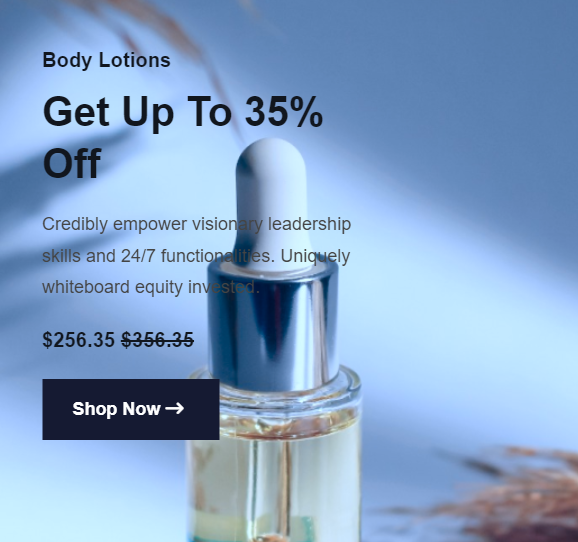 Body Lotions
Get Up To 35%
Off
Credibly empower visionary leadership
skills and 24/7 functionalities. Uniquely
whiteboard equity invested.
$256.35 $356.35
Shop Now →